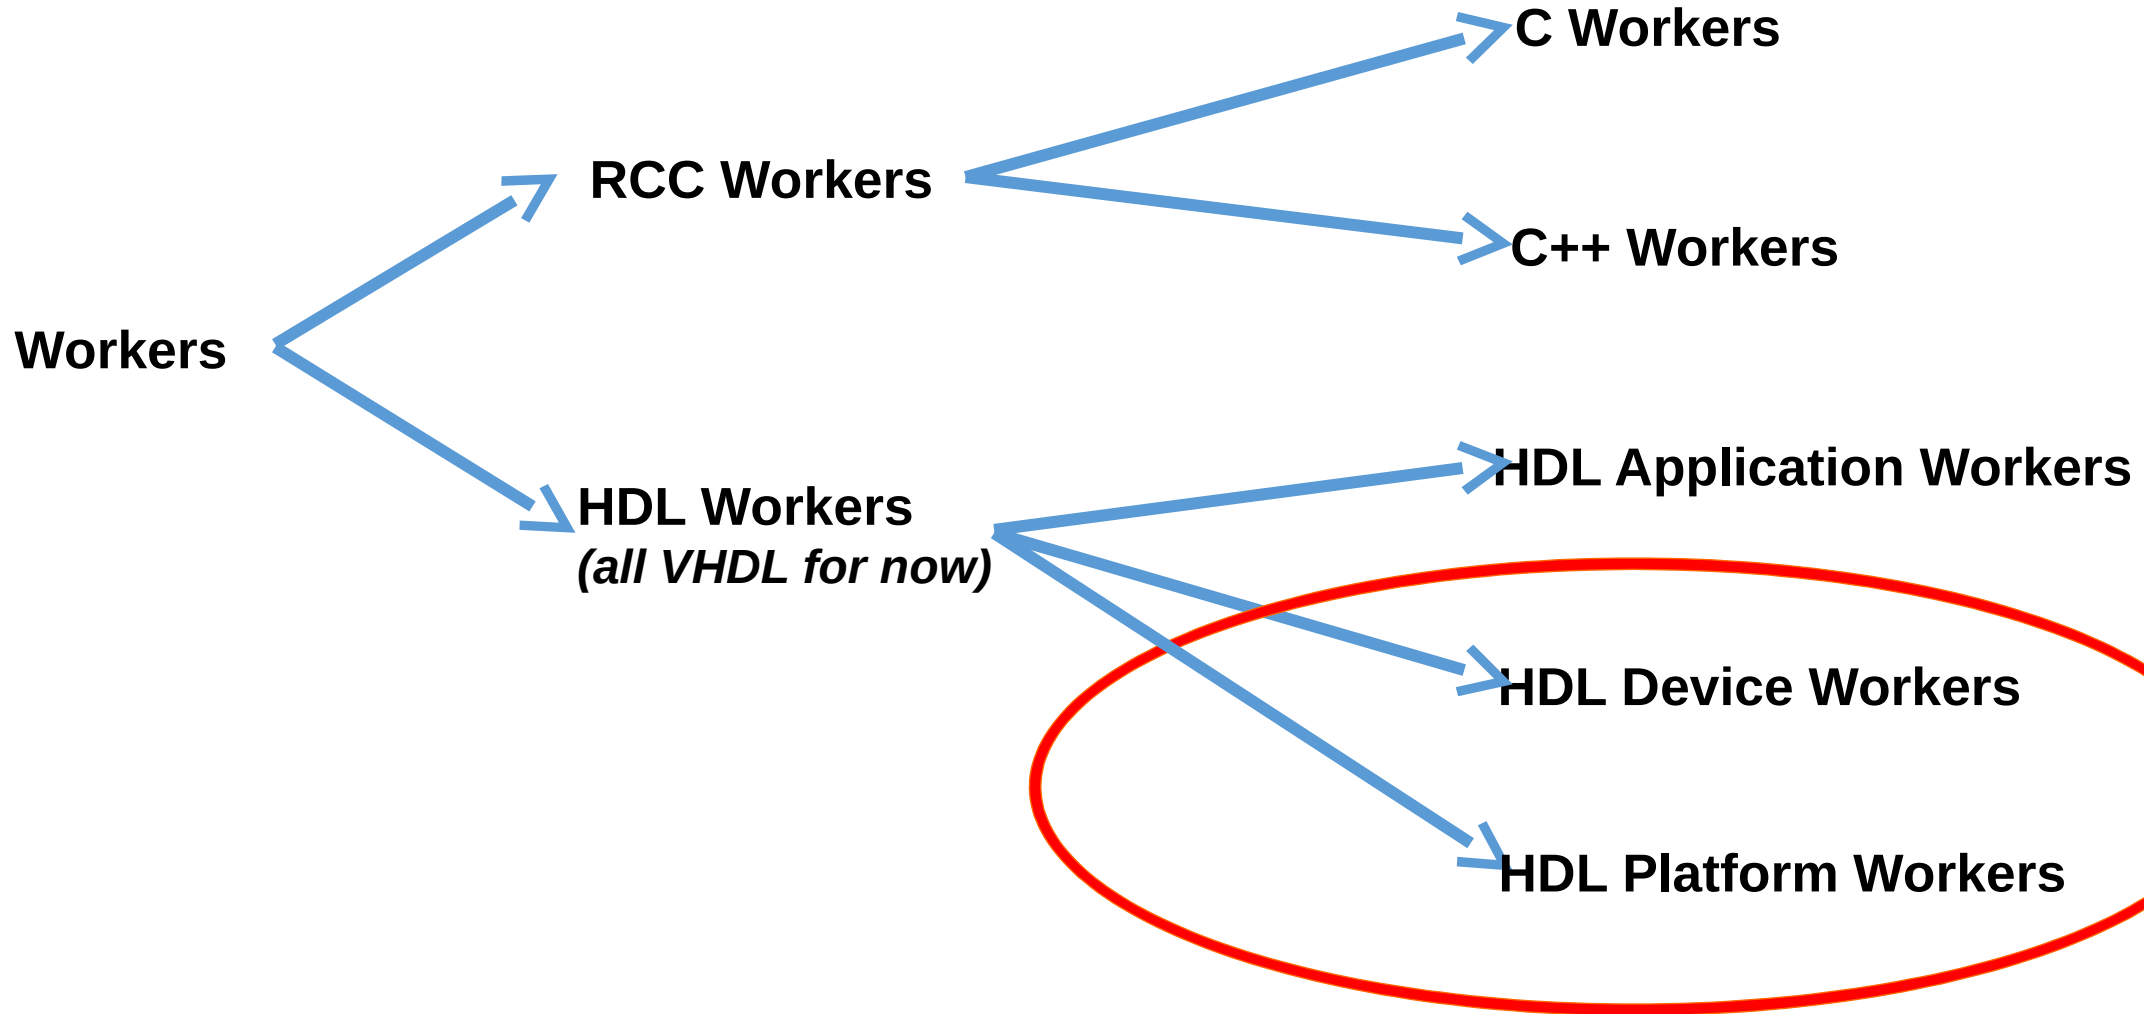 C Workers
RCC Workers
C++ Workers
Workers
HDL Application Workers
HDL Workers
(all VHDL for now)
HDL Device Workers
HDL Platform Workers